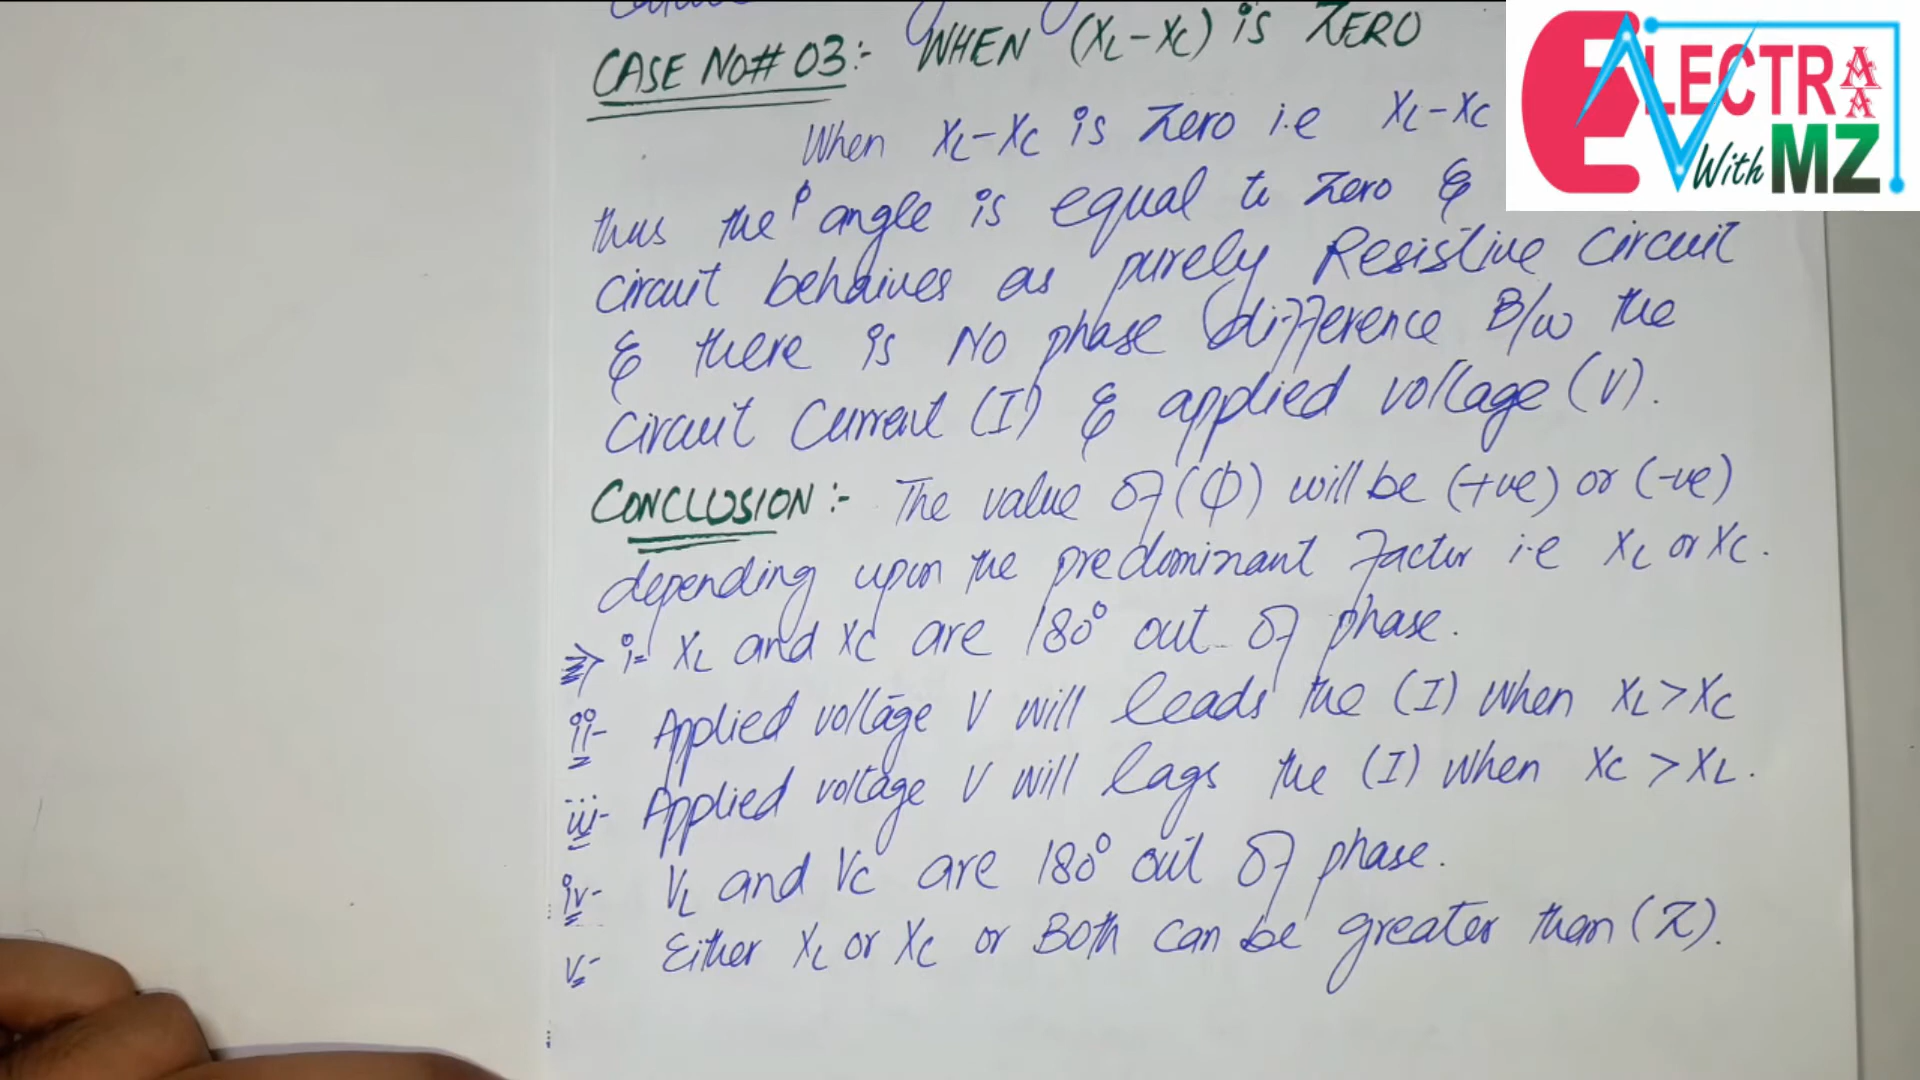 CASE NO# 03:- WHEN (XL-XC) is ZERO
When XL-XC is Zero i.e XL-XC
thus the φ angle is equal to Zero &
circuit behaives as purely Resistive Circuit
& there is No phase difference B/w the
Circuit Current (I) & applied voltage (V).
CONCLUSION:- The value of (Φ) will be (+ve) or (-ve)
depending upon the predominant factor i.e XL or XC.
⇒ i- XL and XC are 180° out of phase.
ii- Applied voltage V will leads the (I) when XL>XC
iii- Applied voltage V will lags the (I) when XC >XL.
iv- VL and VC are 180° out of phase.
v- Either XL or XC or Both can be greater than (Z).
ELECTRAAA
With MZ